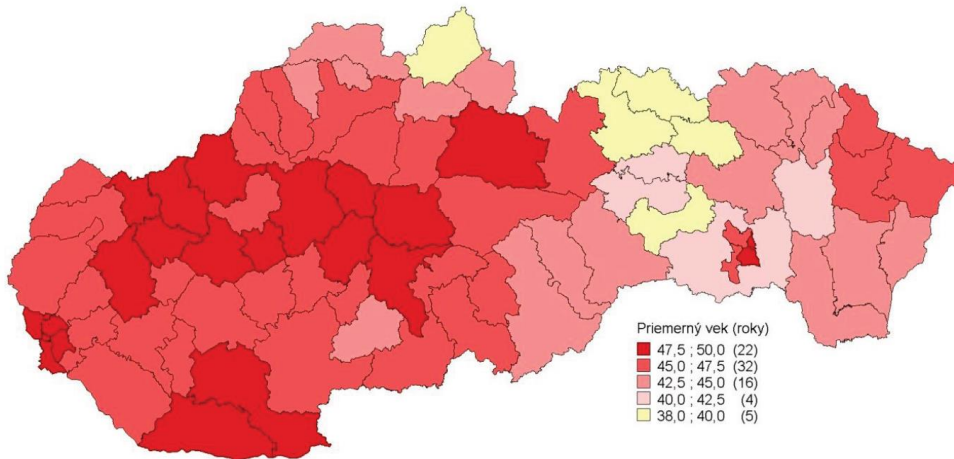 Priemerný vek (roky)
47,5 ; 50,0 (22)
45,0 ; 47,5 (32)
42,5 ; 45,0 (16)
40,0 ; 42,5 (4)
38,0 ; 40,0 (5)